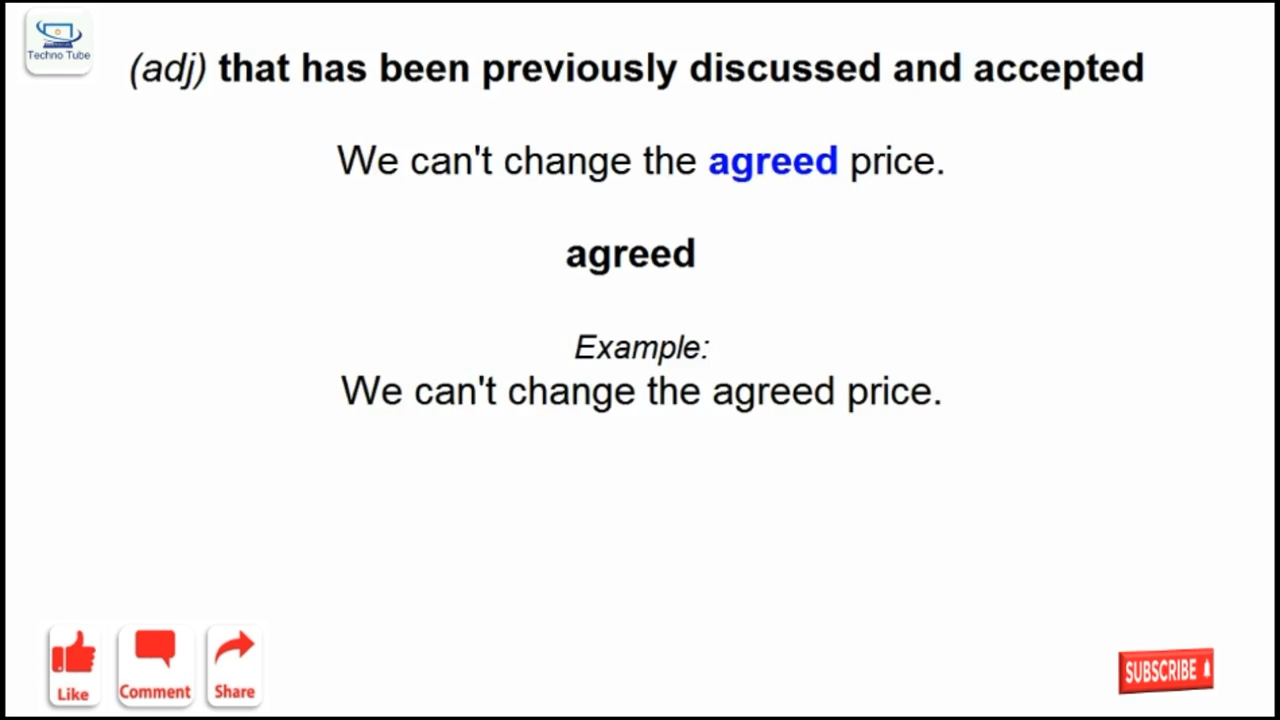 Techno Tube
(adj) that has been previously discussed and accepted
We can't change the agreed price.
agreed
Example:
We can't change the agreed price.
Like Comment Share
SUBSCRIBE